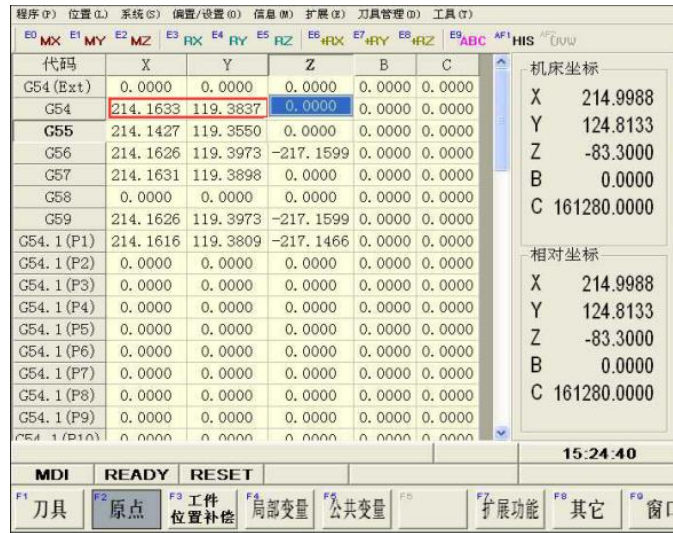 程序(P) 位置(L) 系统(S) 偏置/设置(O) 信息(M) 扩展(E) 刀具管理(D) 工具(T)
E0 MX E1 MY E2 MZ E3 RX E4 RY E5 RZ E6 +RX E7 +RY E8 +RZ E9 ABC AF1 HIS AF2 UVW
代码 X Y Z B C
G54(Ext) 0.0000 0.0000 0.0000 0.0000 0.0000
G54 214.1633 119.3837 0.0000 0.0000 0.0000
G55 214.1427 119.3550 0.0000 0.0000 0.0000
G56 214.1626 119.3973 -217.1599 0.0000 0.0000
G57 214.1631 119.3898 0.0000 0.0000 0.0000
G58 0.0000 0.0000 0.0000 0.0000 0.0000
G59 214.1626 119.3973 -217.1599 0.0000 0.0000
G54.1(P1) 214.1616 119.3809 -217.1466 0.0000 0.0000
G54.1(P2) 0.0000 0.0000 0.0000 0.0000 0.0000
G54.1(P3) 0.0000 0.0000 0.0000 0.0000 0.0000
G54.1(P4) 0.0000 0.0000 0.0000 0.0000 0.0000
G54.1(P5) 0.0000 0.0000 0.0000 0.0000 0.0000
G54.1(P6) 0.0000 0.0000 0.0000 0.0000 0.0000
G54.1(P7) 0.0000 0.0000 0.0000 0.0000 0.0000
G54.1(P8) 0.0000 0.0000 0.0000 0.0000 0.0000
G54.1(P9) 0.0000 0.0000 0.0000 0.0000 0.0000
G54.1(P10) 0.0000 0.0000 0.0000 0.0000 0.0000
机床坐标
X 214.9988
Y 124.8133
Z -83.3000
B 0.0000
C 161280.0000
相对坐标
X 214.9988
Y 124.8133
Z -83.3000
B 0.0000
C 161280.0000
15:24:40
MDI READY RESET
F1 刀具 F2 原点 F3 工件位置补偿 F4 局部变量 F5 公共变量 F6 F7 扩展功能 F8 其它 F9 窗口